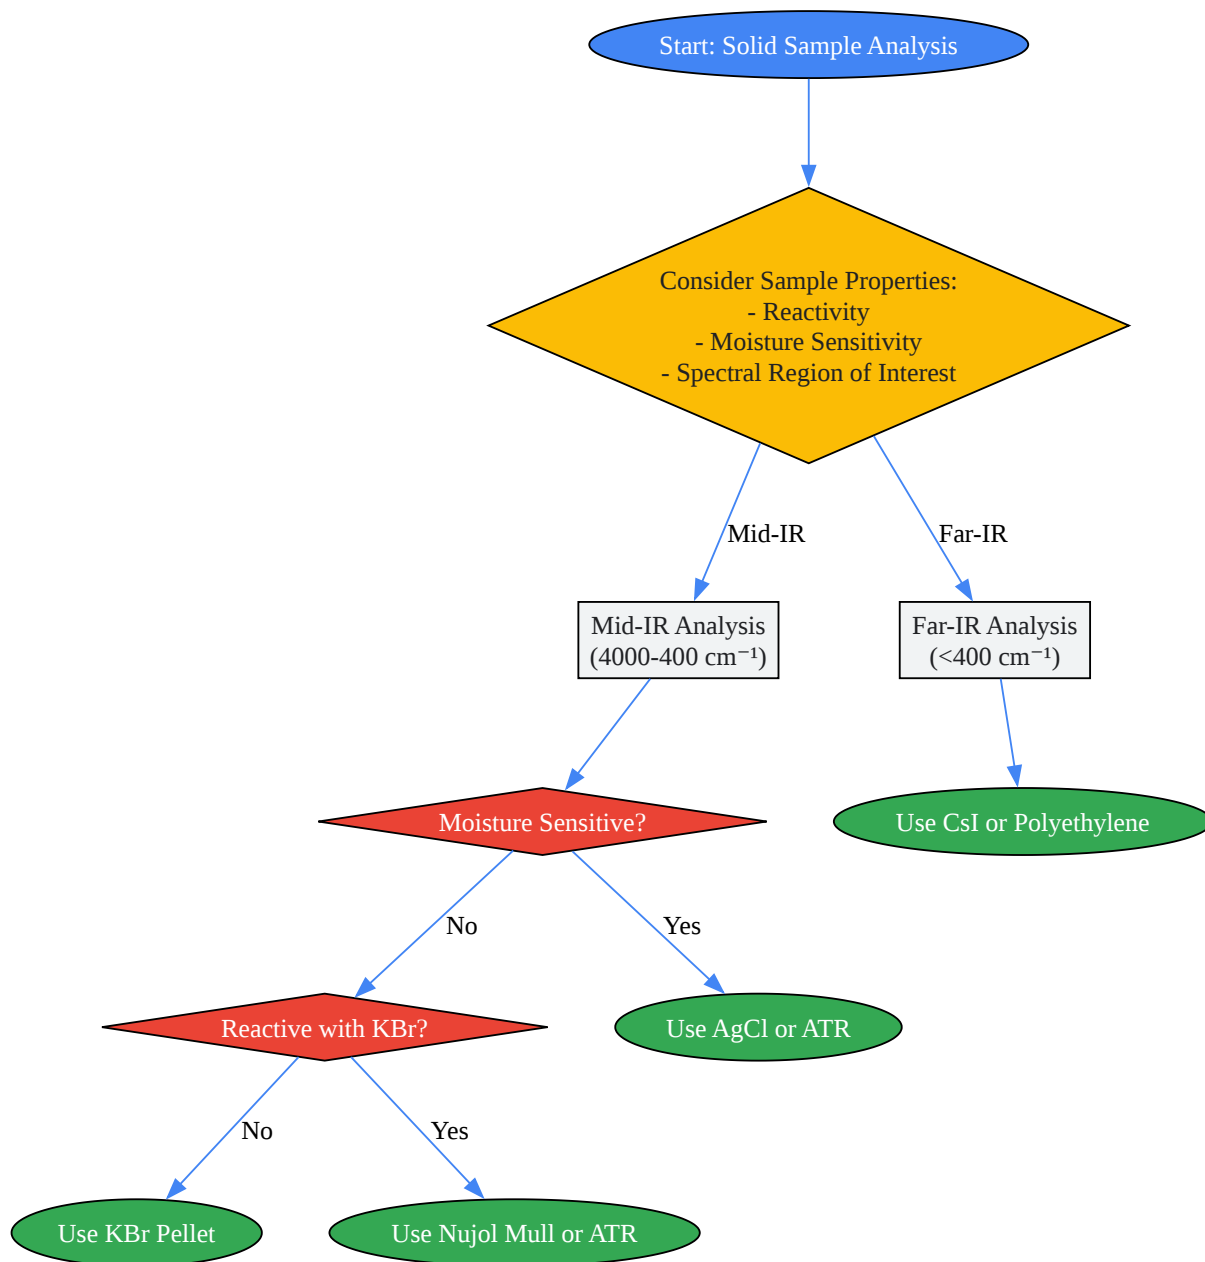 Start: Solid Sample Analysis
Consider Sample Properties:
- Reactivity
- Moisture Sensitivity
- Spectral Region of Interest
Mid-IR
Far-IR
Mid-IR Analysis
(4000-400 cm⁻¹)
Far-IR Analysis
(<400 cm⁻¹)
Moisture Sensitive?
Use CsI or Polyethylene
No
Yes
Reactive with KBr?
Use AgCl or ATR
No
Yes
Use KBr Pellet
Use Nujol Mull or ATR